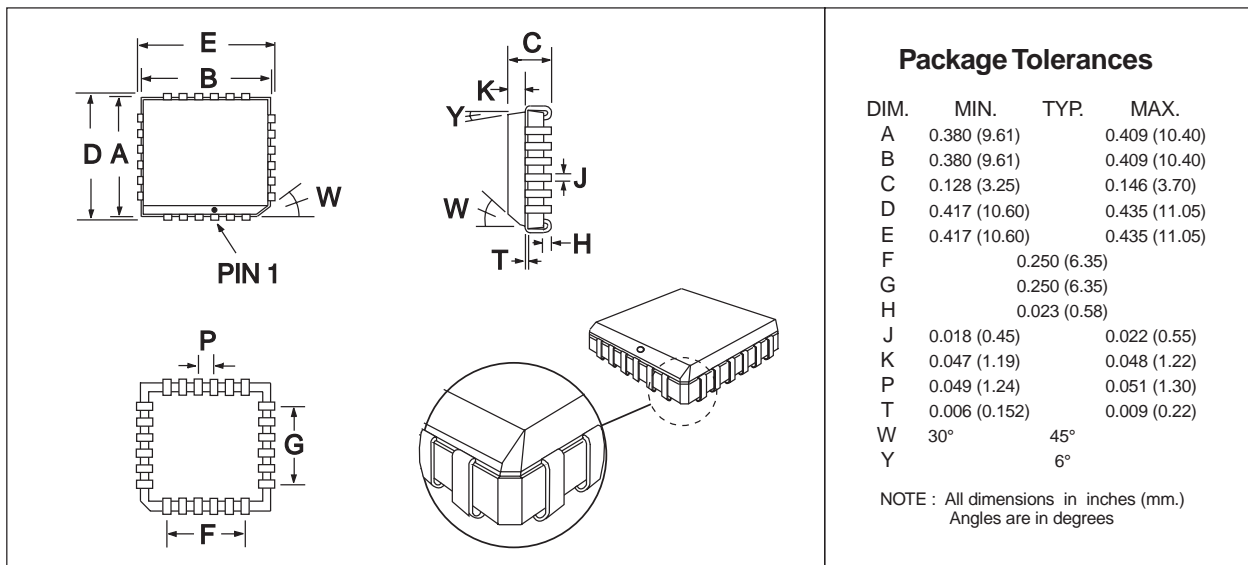 E
B
D
A
W
PIN 1
C
K
Y
J
W
H
T
P
G
F
Package Tolerances
DIM. MIN. TYP. MAX.
A 0.380 (9.61) 0.409 (10.40)
B 0.380 (9.61) 0.409 (10.40)
C 0.128 (3.25) 0.146 (3.70)
D 0.417 (10.60) 0.435 (11.05)
E 0.417 (10.60) 0.435 (11.05)
F 0.250 (6.35)
G 0.250 (6.35)
H 0.023 (0.58)
J 0.018 (0.45) 0.022 (0.55)
K 0.047 (1.19) 0.048 (1.22)
P 0.049 (1.24) 0.051 (1.30)
T 0.006 (0.152) 0.009 (0.22)
W 30° 45°
Y 6°
NOTE : All dimensions in inches (mm.)
Angles are in degrees